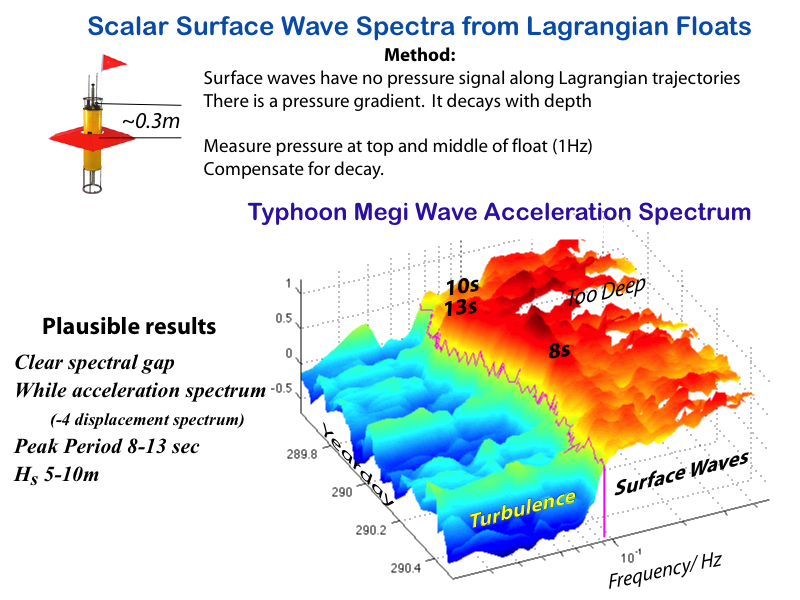 Scalar Surface Wave Spectra from Lagrangian Floats
Method:
Surface waves have no pressure signal along Lagrangian trajectories
There is a pressure gradient. It decays with depth
~0.3m
Measure pressure at top and middle of float (1Hz)
Compensate for decay.
Typhoon Megi Wave Acceleration Spectrum
1
0.5
0
-0.5
10s
13s
Too Deep
8s
Plausible results
Clear spectral gap
While acceleration spectrum
(-4 displacement spectrum)
Peak Period 8-13 sec
Hs 5-10m
Yearday
289.8
290
290.2
290.4
Turbulence
Surface Waves
10-1
Frequency/ Hz